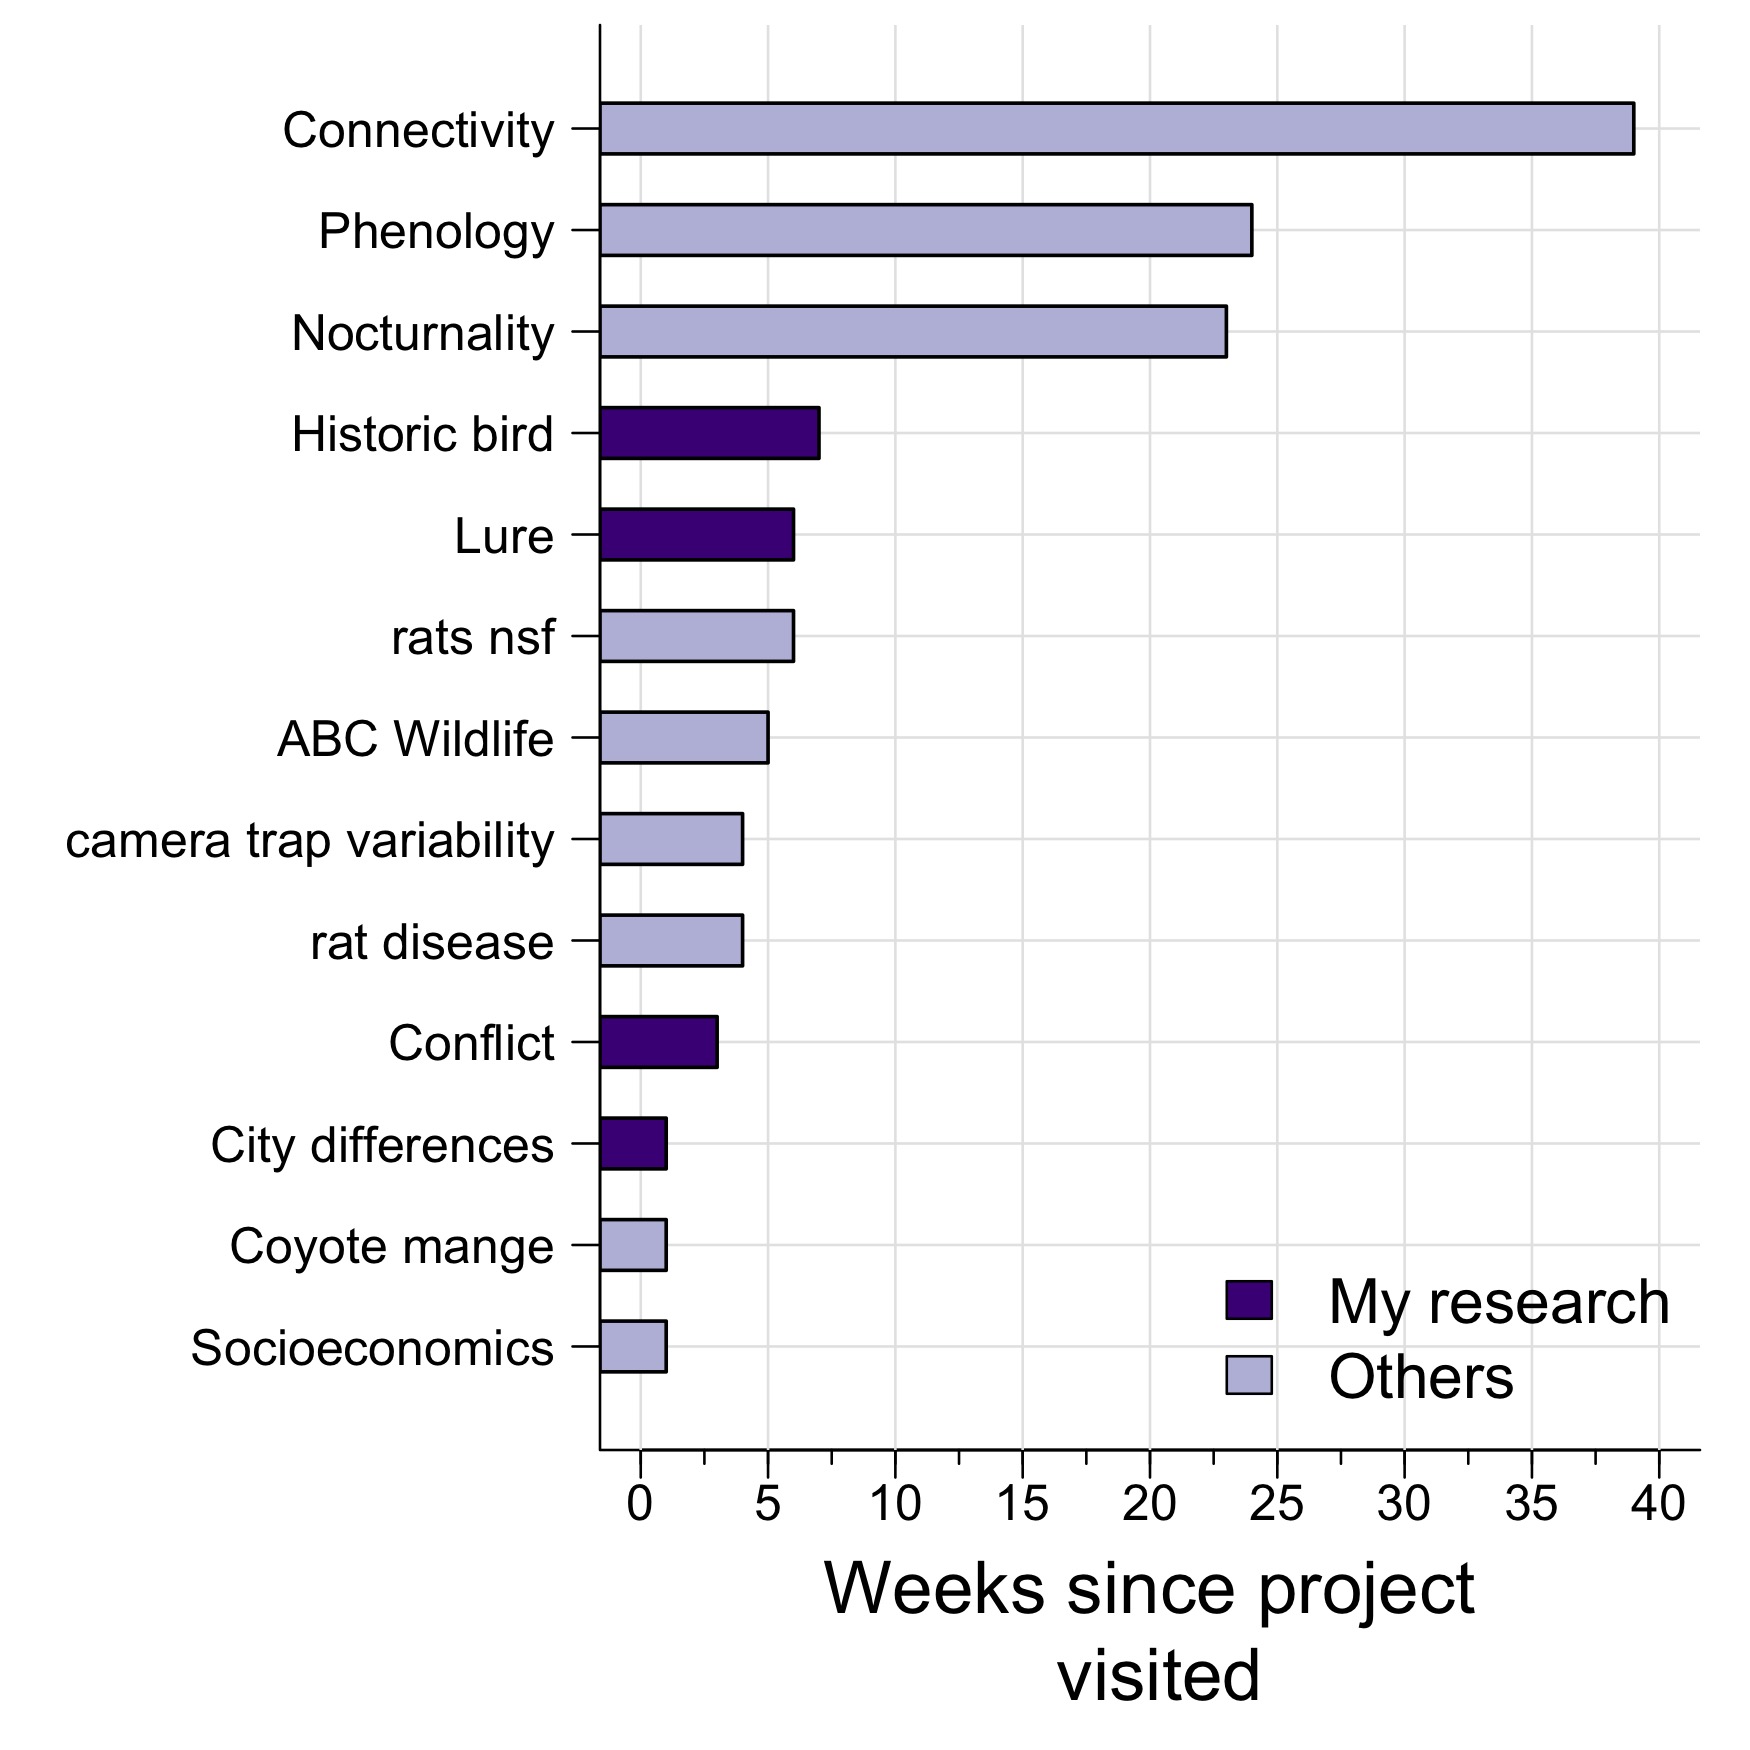 Connectivity
Phenology
Nocturnality
Historic bird
Lure
rats nsf
ABC Wildlife
camera trap variability
rat disease
Conflict
City differences
Coyote mange
Socioeconomics
My research
Others
0 5 10 15 20 25 30 35 40
Weeks since project
visited